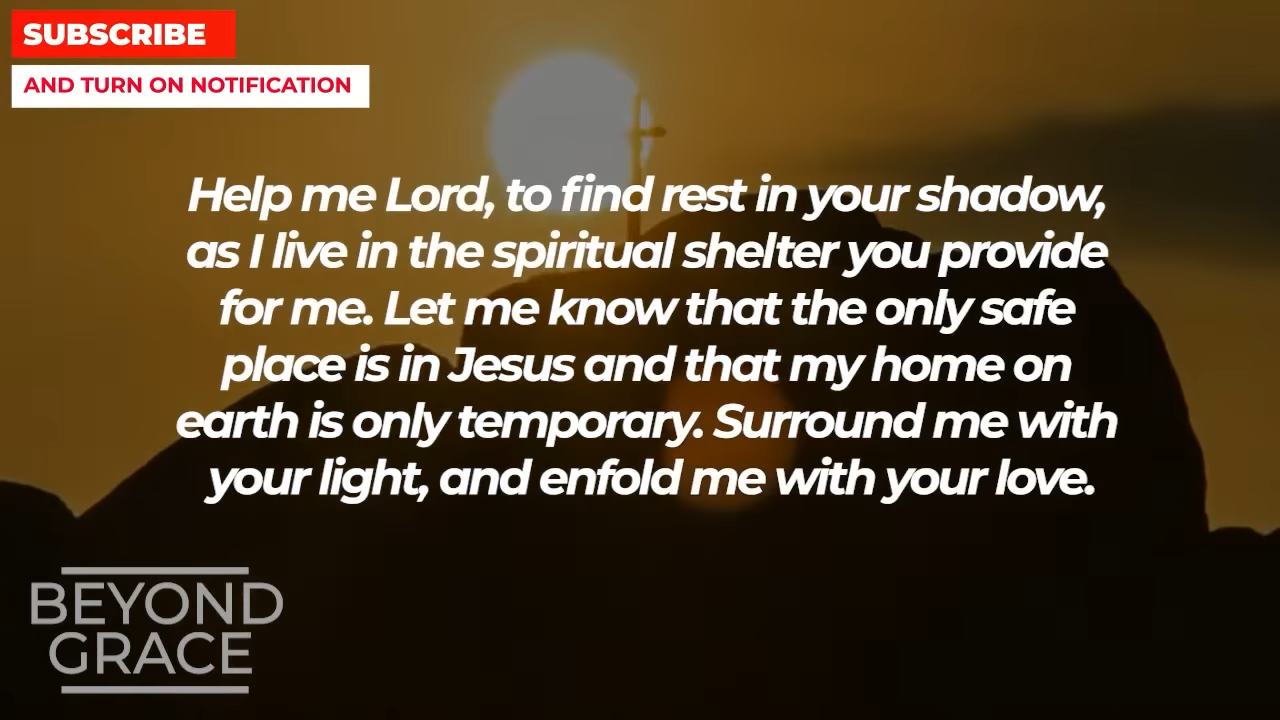 SUBSCRIBE
AND TURN ON NOTIFICATION
Help me Lord, to find rest in your shadow,
as I live in the spiritual shelter you provide
for me. Let me know that the only safe
place is in Jesus and that my home on
earth is only temporary. Surround me with
your light, and enfold me with your love.
BEYOND
GRACE